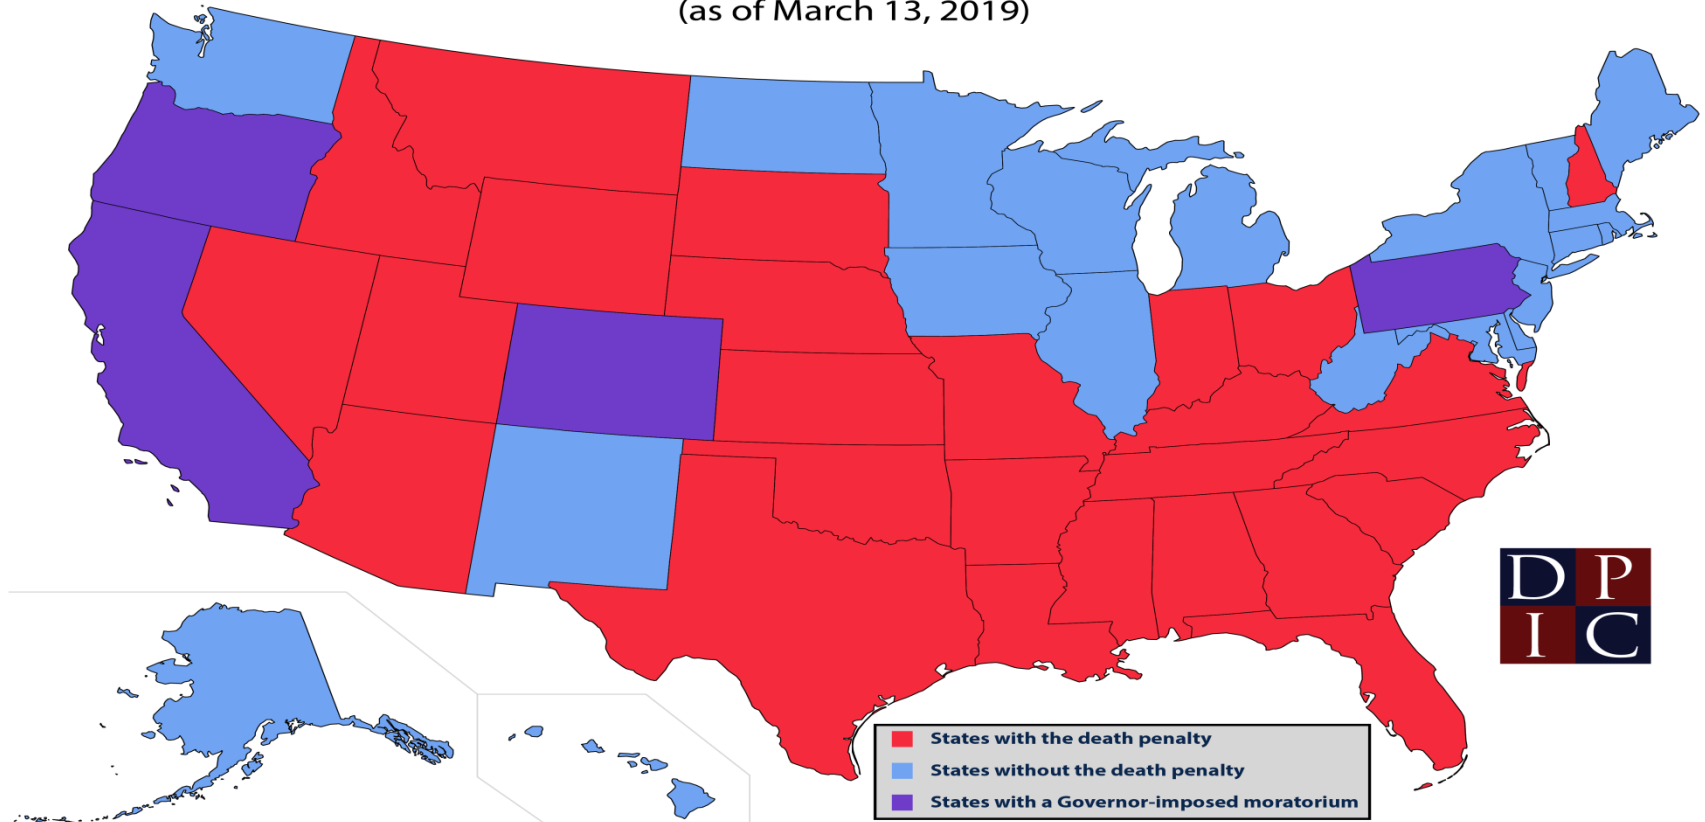 (as of March 13, 2019)
D P
I C
States with the death penalty
States without the death penalty
States with a Governor-imposed moratorium